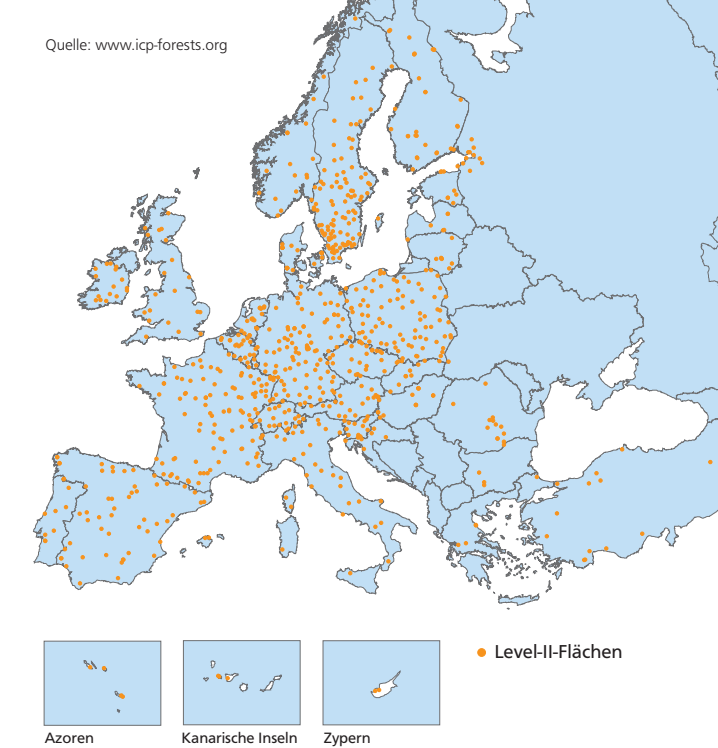 Quelle: www.icp-forests.org
Level-II-Flächen
Azoren
Kanarische Inseln
Zypern